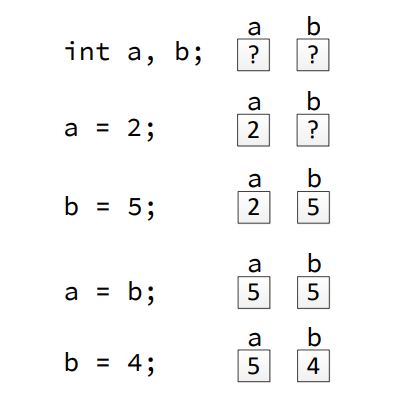 a b
int a, b; ? ?
a b
a = 2; 2 ?
a b
b = 5; 2 5
a b
a = b; 5 5
a b
b = 4; 5 4